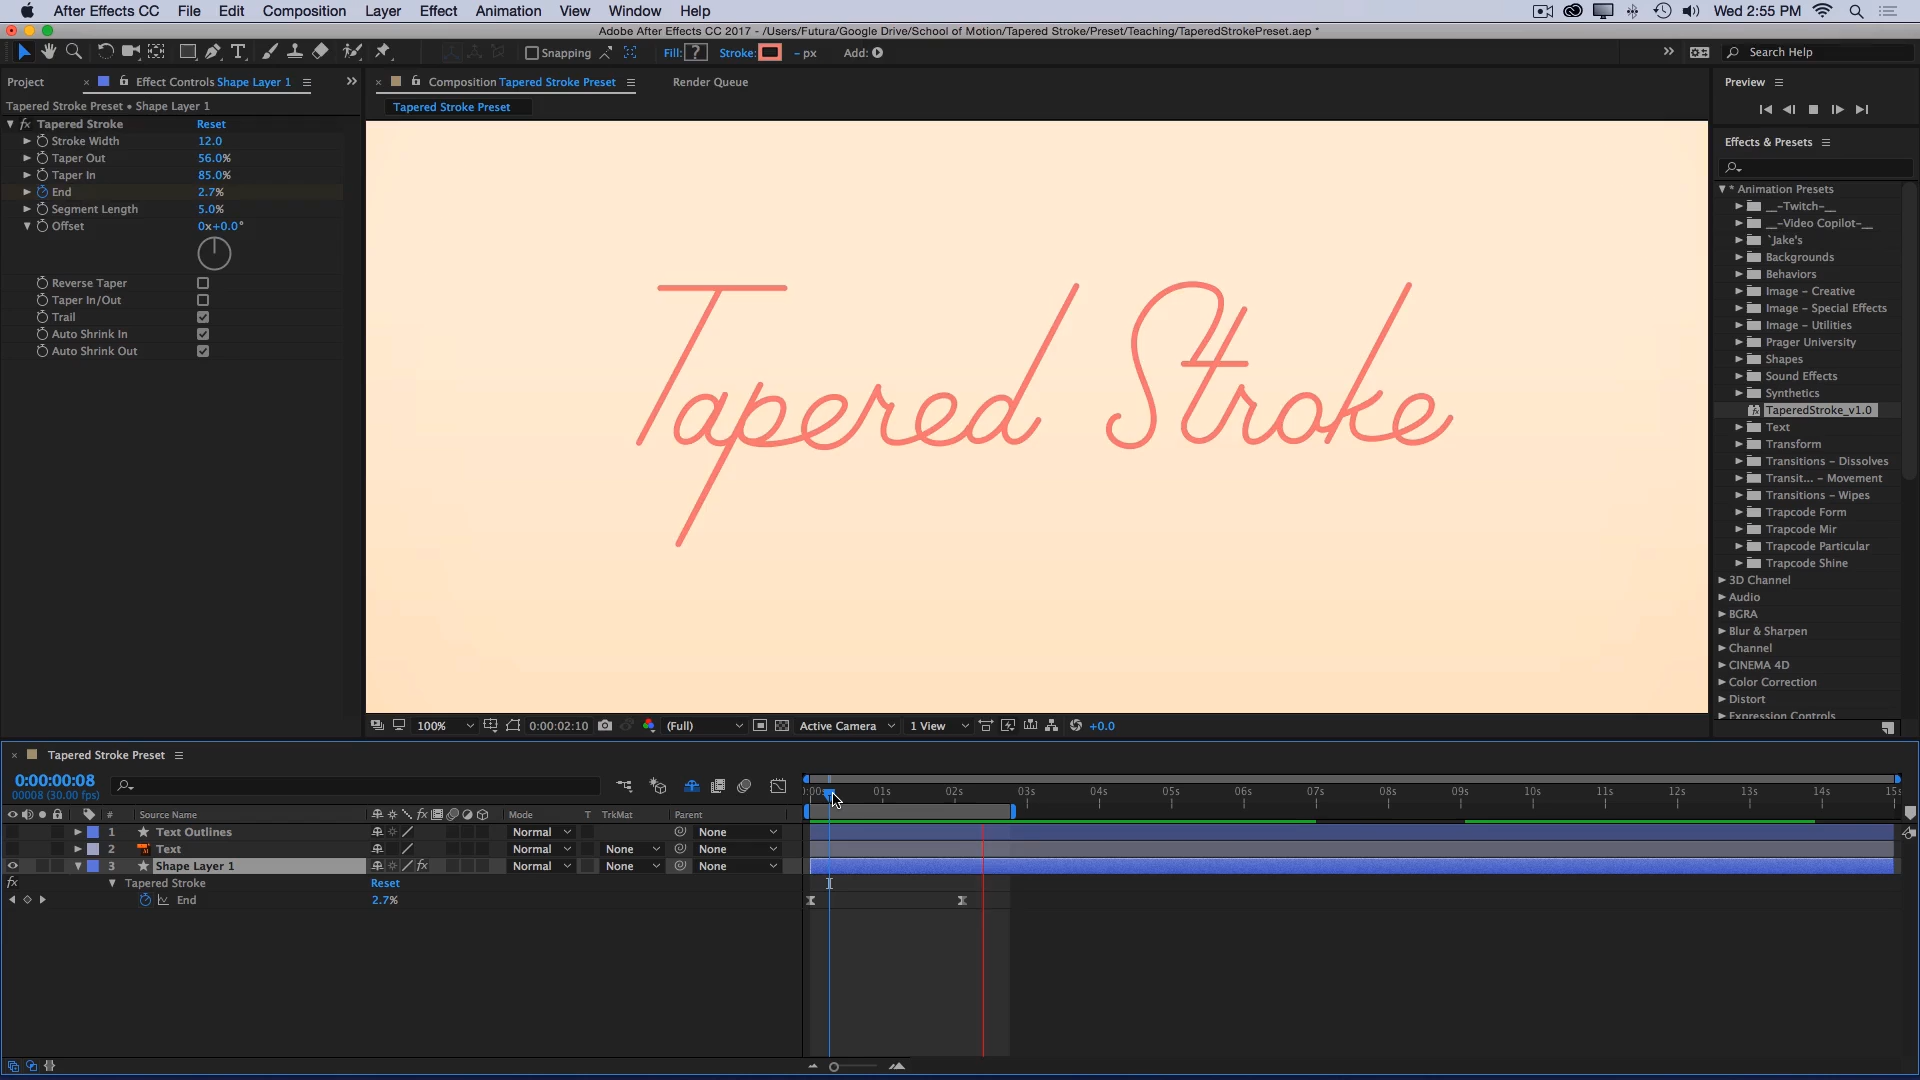 After Effects CC File Edit Composition Layer Effect Animation View Window Help Wed 2:55 PM
Adobe After Effects CC 2017 - /Users/Futura/Google Drive/School of Motion/Tapered Stroke/Preset/Teaching/TaperedStrokePreset.aep *
Snapping Fill: ? Stroke: - px Add: Search Help
Project Effect Controls Shape Layer 1
Tapered Stroke Preset • Shape Layer 1
fx Tapered Stroke Reset
Stroke Width 12.0
Taper Out 56.0%
Taper In 85.0%
End 2.7%
Segment Length 5.0%
Offset 0x+0.0°
Reverse Taper
Taper In/Out
Trail
Auto Shrink In
Auto Shrink Out
Composition Tapered Stroke Preset Render Queue
Tapered Stroke Preset
Tapered Stroke
100% 0:00:02:10 (Full) Active Camera 1 View +0.0
Preview
Effects & Presets
* Animation Presets
__-Twitch-__
__-Video Copilot-__
`Jake's
Backgrounds
Behaviors
Image - Creative
Image - Special Effects
Image - Utilities
Prager University
Shapes
Sound Effects
Synthetics
TaperedStroke_v1.0
Text
Transform
Transitions - Dissolves
Transit... - Movement
Transitions - Wipes
Trapcode Form
Trapcode Mir
Trapcode Particular
Trapcode Shine
3D Channel
Audio
BGRA
Blur & Sharpen
Channel
CINEMA 4D
Color Correction
Distort
Expression Controls
Tapered Stroke Preset
0:00:00:08
00008 (30.00 fps)
:00s 01s 02s 03s 04s 05s 06s 07s 08s 09s 10s 11s 12s 13s 14s 15s
# Source Name fx Mode T TrkMat Parent
1 Text Outlines Normal None
2 Text Normal None None
3 Shape Layer 1 fx Normal None None
fx Tapered Stroke Reset
End 2.7%